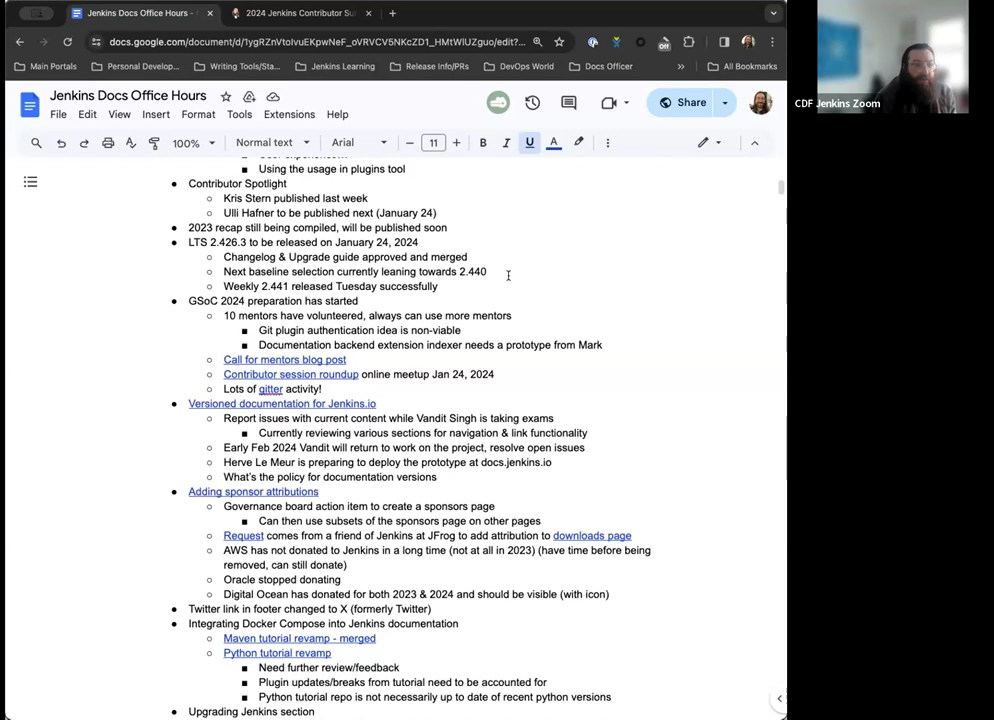 Jenkins Docs Office Hours -
2024 Jenkins Contributor Su
docs.google.com/document/d/1ygRZnVtoIvuEKpwNeF_oVRVCV5NKcZD1_HMtWlUZguo/edit?...
Off
Main Portals
Personal Develop...
Writing Tools/Sta...
Jenkins Learning
Release Info/PRs
DevOps World
Docs Officer
»
All Bookmarks
Jenkins Docs Office Hours
File Edit View Insert Format Tools Extensions Help
Share
100% Normal text Arial 11 B I U A
Using the usage in plugins tool
Contributor Spotlight
Kris Stern published last week
Ulli Hafner to be published next (January 24)
2023 recap still being compiled, will be published soon
LTS 2.426.3 to be released on January 24, 2024
Changelog & Upgrade guide approved and merged
Next baseline selection currently leaning towards 2.440
Weekly 2.441 released Tuesday successfully
GSoC 2024 preparation has started
10 mentors have volunteered, always can use more mentors
Git plugin authentication idea is non-viable
Documentation backend extension indexer needs a prototype from Mark
Call for mentors blog post
Contributor session roundup online meetup Jan 24, 2024
Lots of gitter activity!
Versioned documentation for Jenkins.io
Report issues with current content while Vandit Singh is taking exams
Currently reviewing various sections for navigation & link functionality
Early Feb 2024 Vandit will return to work on the project, resolve open issues
Herve Le Meur is preparing to deploy the prototype at docs.jenkins.io
What's the policy for documentation versions
Adding sponsor attributions
Governance board action item to create a sponsors page
Can then use subsets of the sponsors page on other pages
Request comes from a friend of Jenkins at JFrog to add attribution to downloads page
AWS has not donated to Jenkins in a long time (not at all in 2023) (have time before being
removed, can still donate)
Oracle stopped donating
Digital Ocean has donated for both 2023 & 2024 and should be visible (with icon)
Twitter link in footer changed to X (formerly Twitter)
Integrating Docker Compose into Jenkins documentation
Maven tutorial revamp - merged
Python tutorial revamp
Need further review/feedback
Plugin updates/breaks from tutorial need to be accounted for
Python tutorial repo is not necessarily up to date of recent python versions
Upgrading Jenkins section
CDF Jenkins Zoom